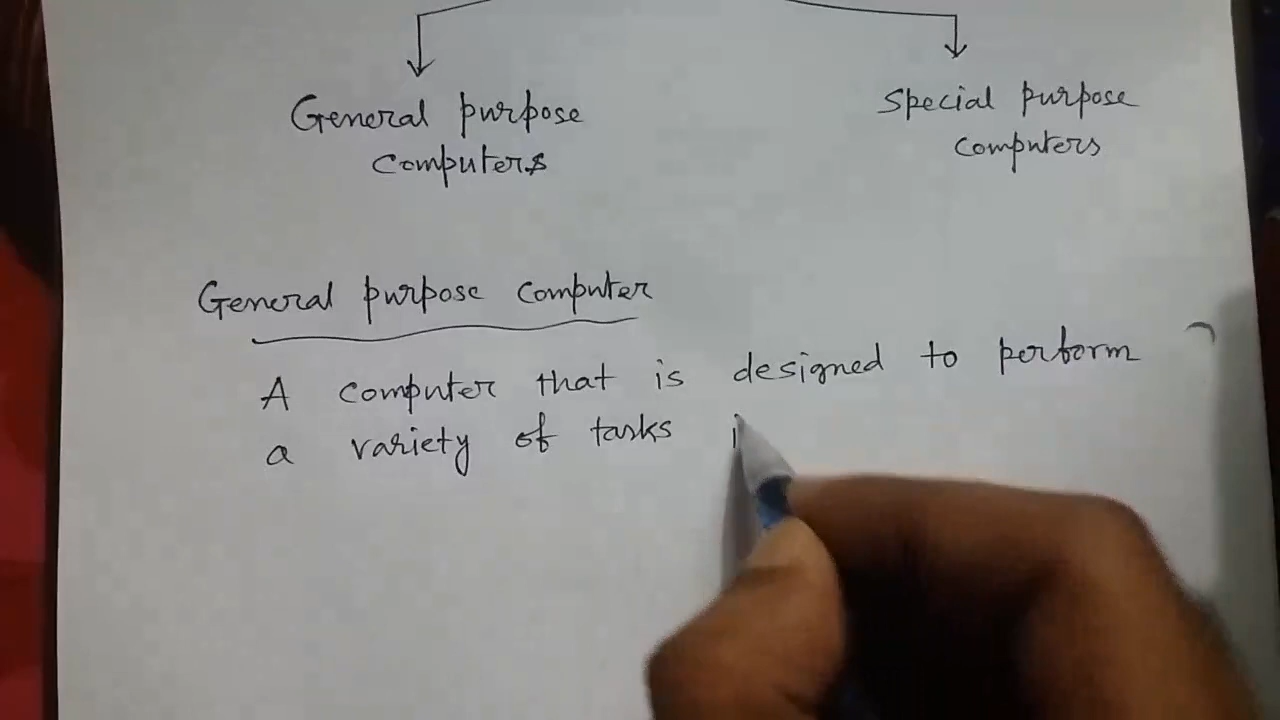 General purpose
computers
Special purpose
computers
General purpose computer
A computer that is designed to perform
a variety of tasks